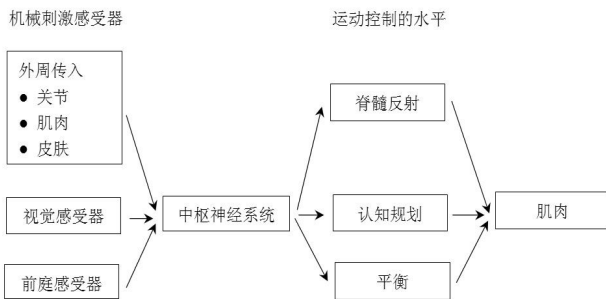 机械刺激感受器
运动控制的水平
外周传入
● 关节
● 肌肉
● 皮肤
视觉感受器
前庭感受器
中枢神经系统
脊髓反射
认知规划
平衡
肌肉